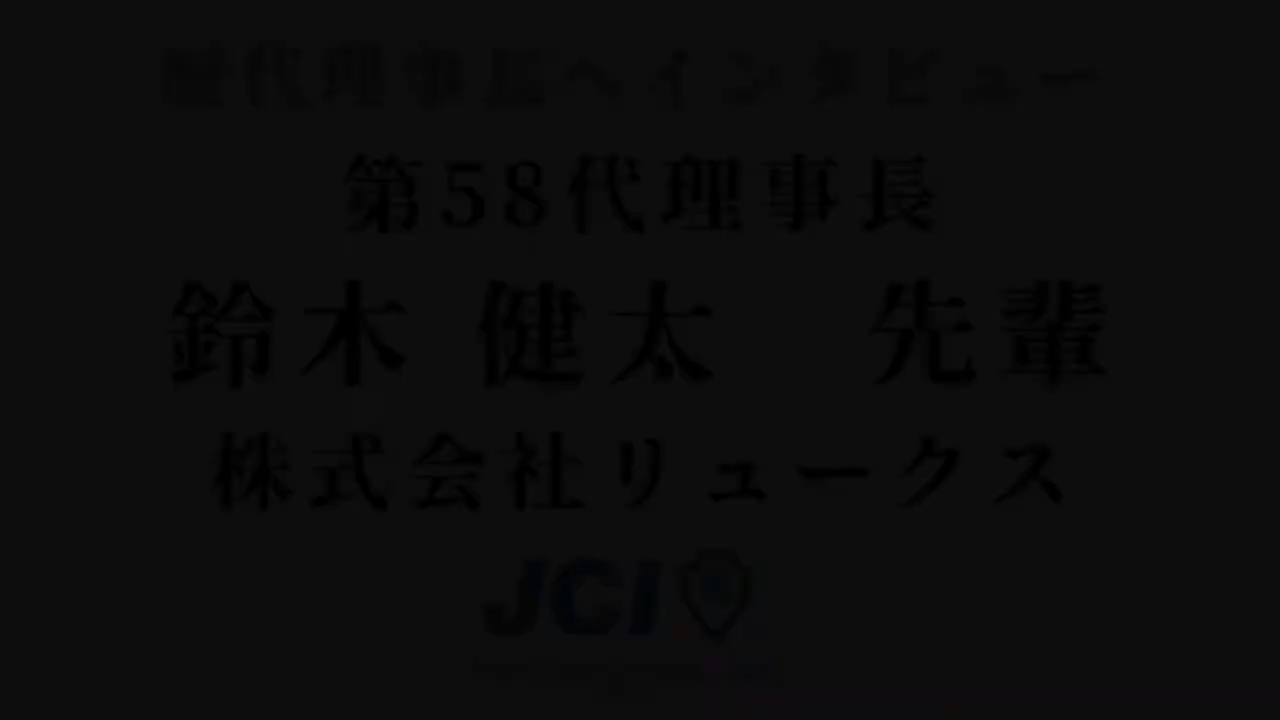 歴代理事長へインタビュー
第58代理事長
鈴木 健太　先輩
株式会社リュークス
JCI